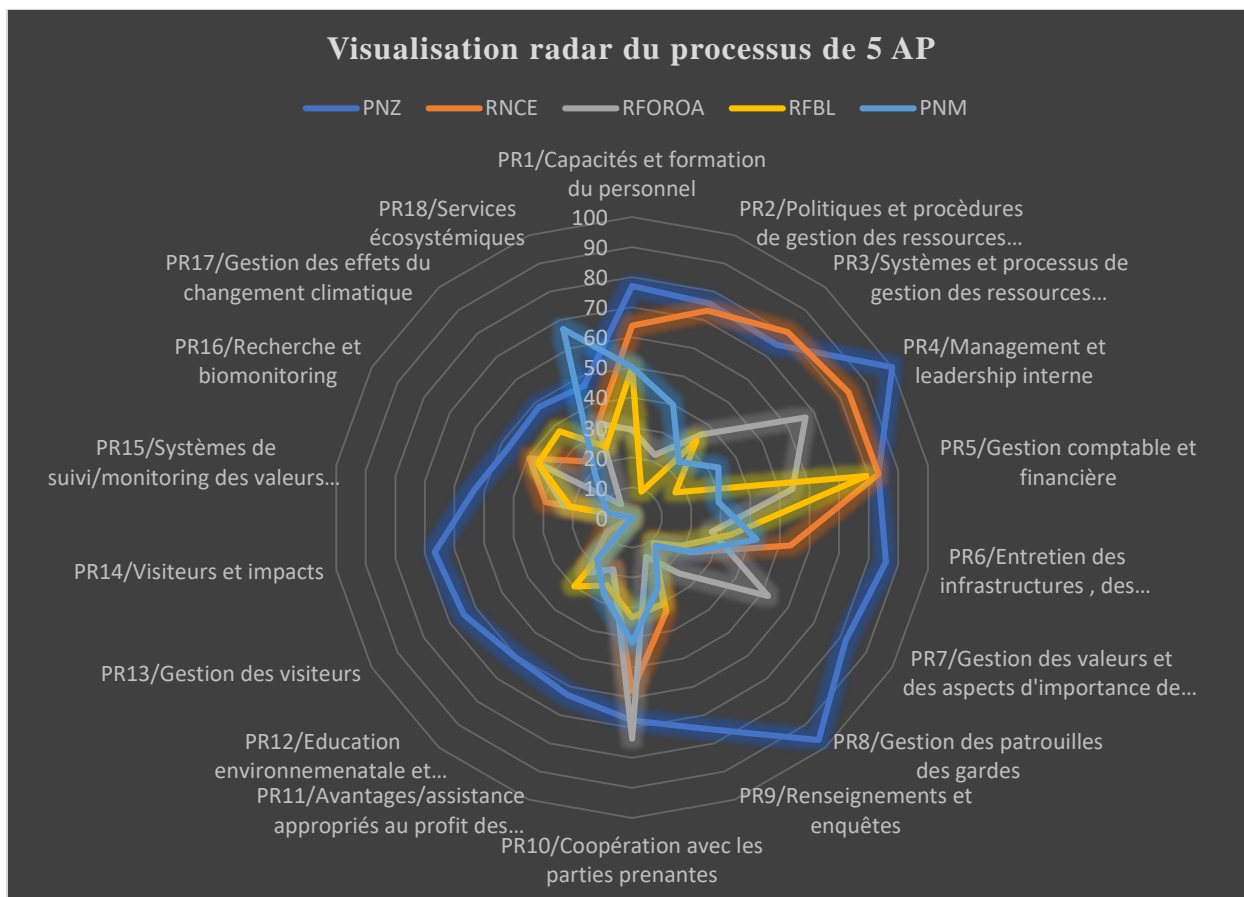 Visualisation radar du processus de 5 AP
PNZ RNCE RFOROA RFBL PNM
PR1/Capacités et formation
du personnel
PR2/Politiques et procèdures
de gestion des ressources...
PR3/Systèmes et processus de
gestion des ressources...
PR4/Management et
leadership interne
PR5/Gestion comptable et
financière
PR6/Entretien des
infrastructures , des...
PR7/Gestion des valeurs et
des aspects d'importance de...
PR8/Gestion des patrouilles
des gardes
PR9/Renseignements et
enquêtes
PR10/Coopération avec les
parties prenantes
PR11/Avantages/assistance
appropriés au profit des...
PR12/Education
environnemenatale et...
PR13/Gestion des visiteurs
PR14/Visiteurs et impacts
PR15/Systèmes de
suivi/monitoring des valeurs...
PR16/Recherche et
biomonitoring
PR17/Gestion des effets du
changement climatique
PR18/Services
écosystémiques
100
90
80
70
60
50
40
30
20
10
0